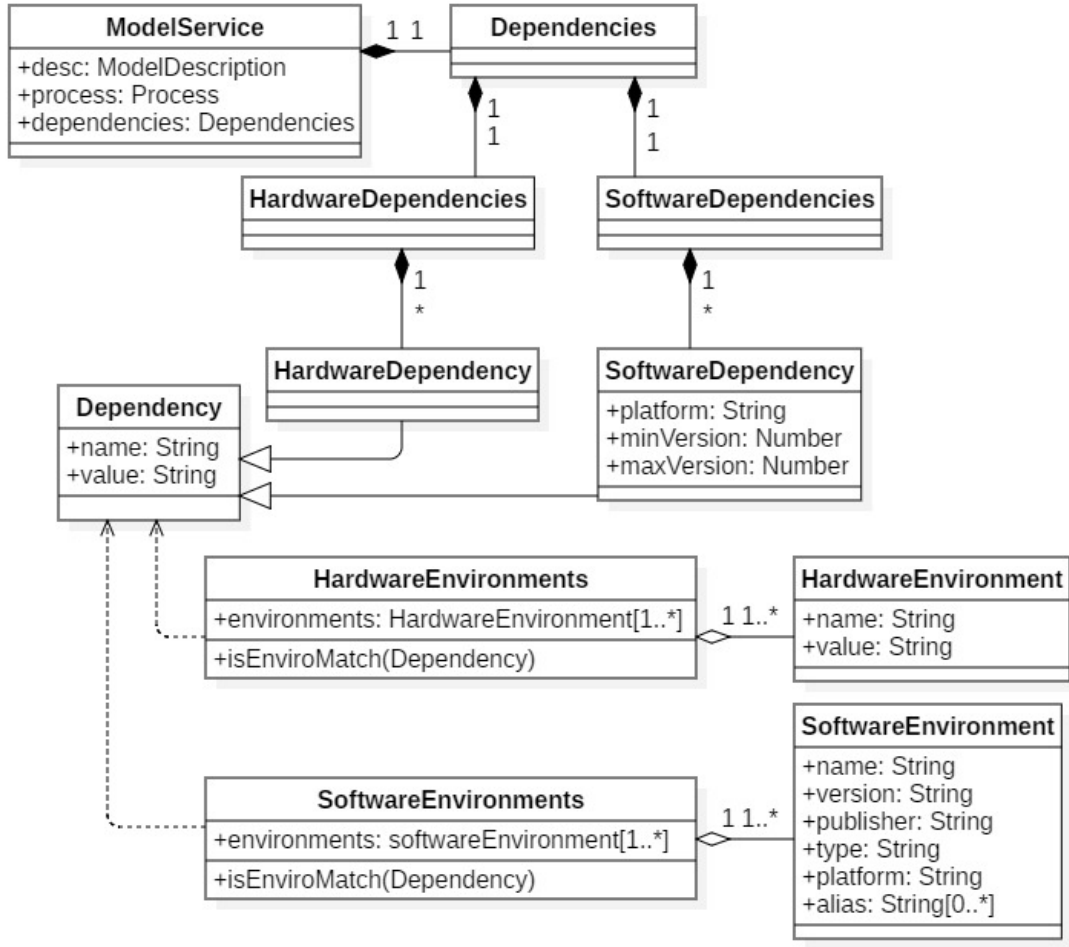 ModelService
+desc: ModelDescription
+process: Process
+dependencies: Dependencies
1 1
Dependencies
1
1
1
1
HardwareDependencies
SoftwareDependencies
1
*
1
*
HardwareDependency
SoftwareDependency
+platform: String
+minVersion: Number
+maxVersion: Number
Dependency
+name: String
+value: String
HardwareEnvironments
+environments: HardwareEnvironment[1..*]
+isEnviroMatch(Dependency)
1 1..*
HardwareEnvironment
+name: String
+value: String
SoftwareEnvironments
+environments: softwareEnvironment[1..*]
+isEnviroMatch(Dependency)
1 1..*
SoftwareEnvironment
+name: String
+version: String
+publisher: String
+type: String
+platform: String
+alias: String[0..*]